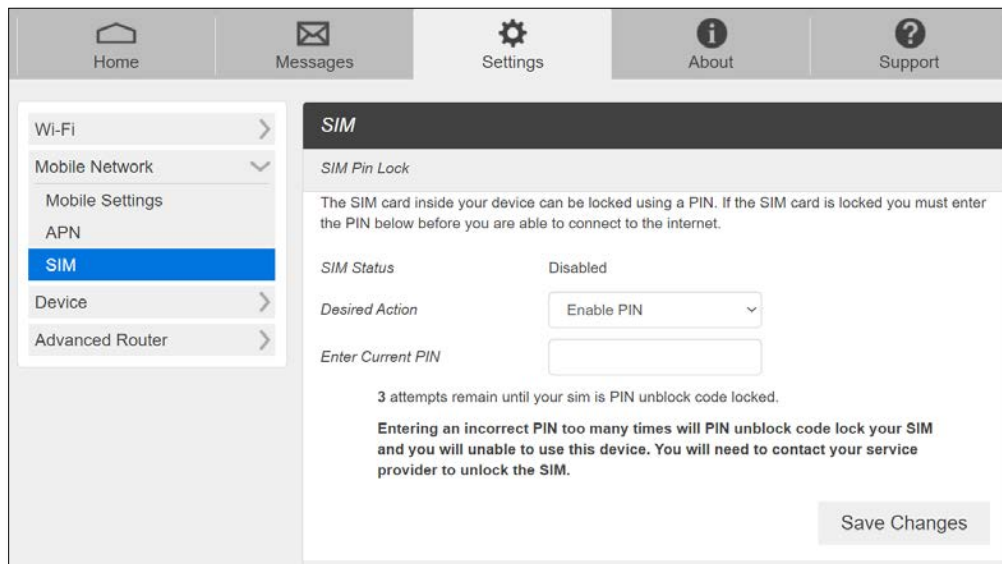 Home
Messages
Settings
About
Support
Wi-Fi
Mobile Network
Mobile Settings
APN
SIM
Device
Advanced Router
SIM
SIM Pin Lock
The SIM card inside your device can be locked using a PIN. If the SIM card is locked you must enter
the PIN below before you are able to connect to the internet.
SIM Status Disabled
Desired Action Enable PIN
Enter Current PIN
3 attempts remain until your sim is PIN unblock code locked.
Entering an incorrect PIN too many times will PIN unblock code lock your SIM
and you will unable to use this device. You will need to contact your service
provider to unlock the SIM.
Save Changes